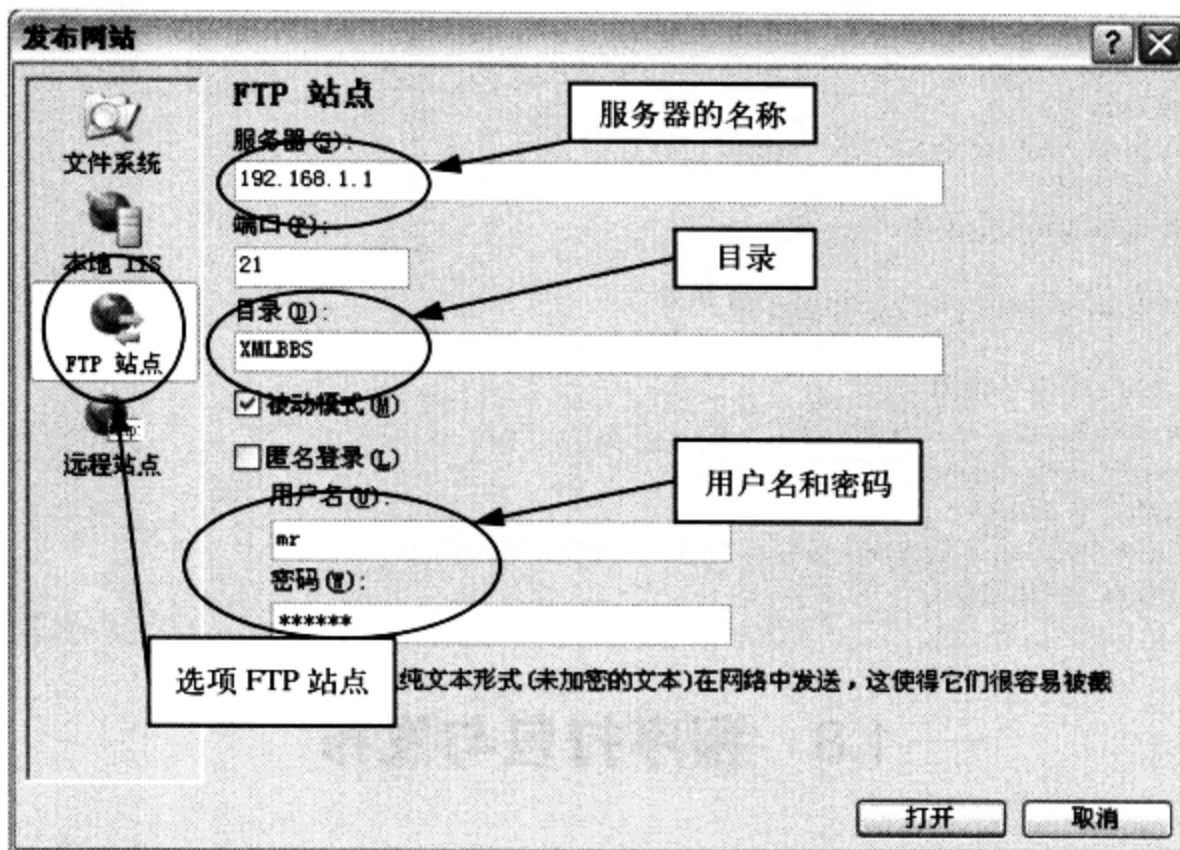 发布网站
文件系统
本地 IIS
FTP 站点
远程站点
FTP 站点
服务器(S):
192.168.1.1
端口(P):
21
目录(D):
XMLBBS
被动模式(M)
匿名登录(L)
用户名(U):
mr
密码(W):
******
纯文本形式(未加密的文本)在网络中发送，这使得它们很容易被截
服务器的名称
目录
用户名和密码
选项 FTP 站点
打开
取消